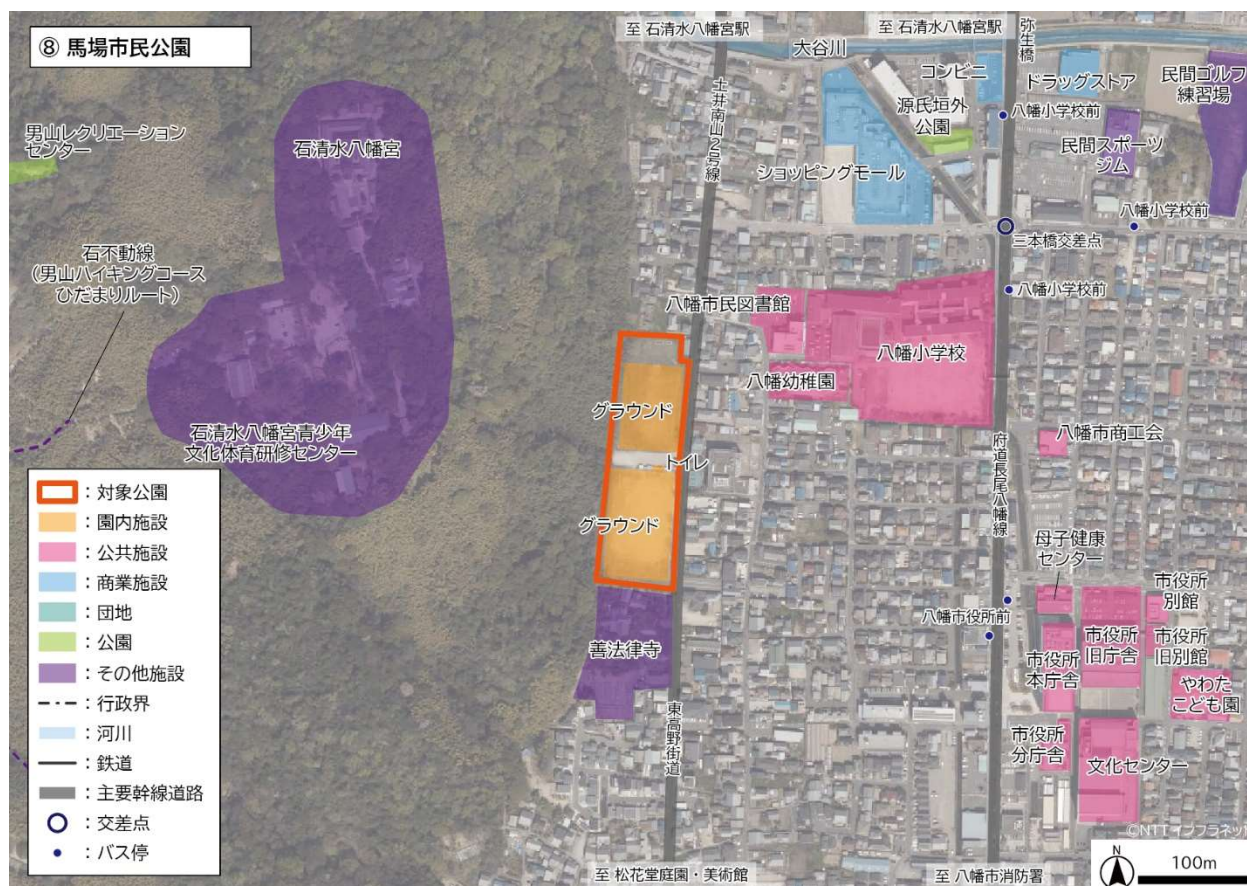 ⑧ 馬場市民公園
至 石清水八幡宮駅
至 石清水八幡宮駅
弥生橋
大谷川
コンビニ
ドラッグストア
民間ゴルフ
練習場
源氏垣外
公園
八幡小学校前
民間スポーツ
ジム
土井南山2号線
男山レクリエーション
センター
石清水八幡宮
ショッピングモール
八幡小学校前
三本橋交差点
石不動線
(男山ハイキングコース
ひだまりルート)
八幡小学校前
八幡市民図書館
八幡小学校
八幡幼稚園
グラウンド
トイレ
グラウンド
八幡市商工会
石清水八幡宮青少年
文化体育研修センター
府道長尾八幡線
母子健康
センター
市役所
別館
八幡市役所前
市役所
旧庁舎
市役所
旧別館
市役所
本庁舎
やわた
こども園
善法律寺
東高野街道
市役所
分庁舎
文化センター
:対象公園
:園内施設
:公共施設
:商業施設
:団地
:公園
:その他施設
:行政界
:河川
:鉄道
:主要幹線道路
:交差点
:バス停
至 松花堂庭園・美術館
至 八幡市消防署
©NTTインフラネット
N
100m